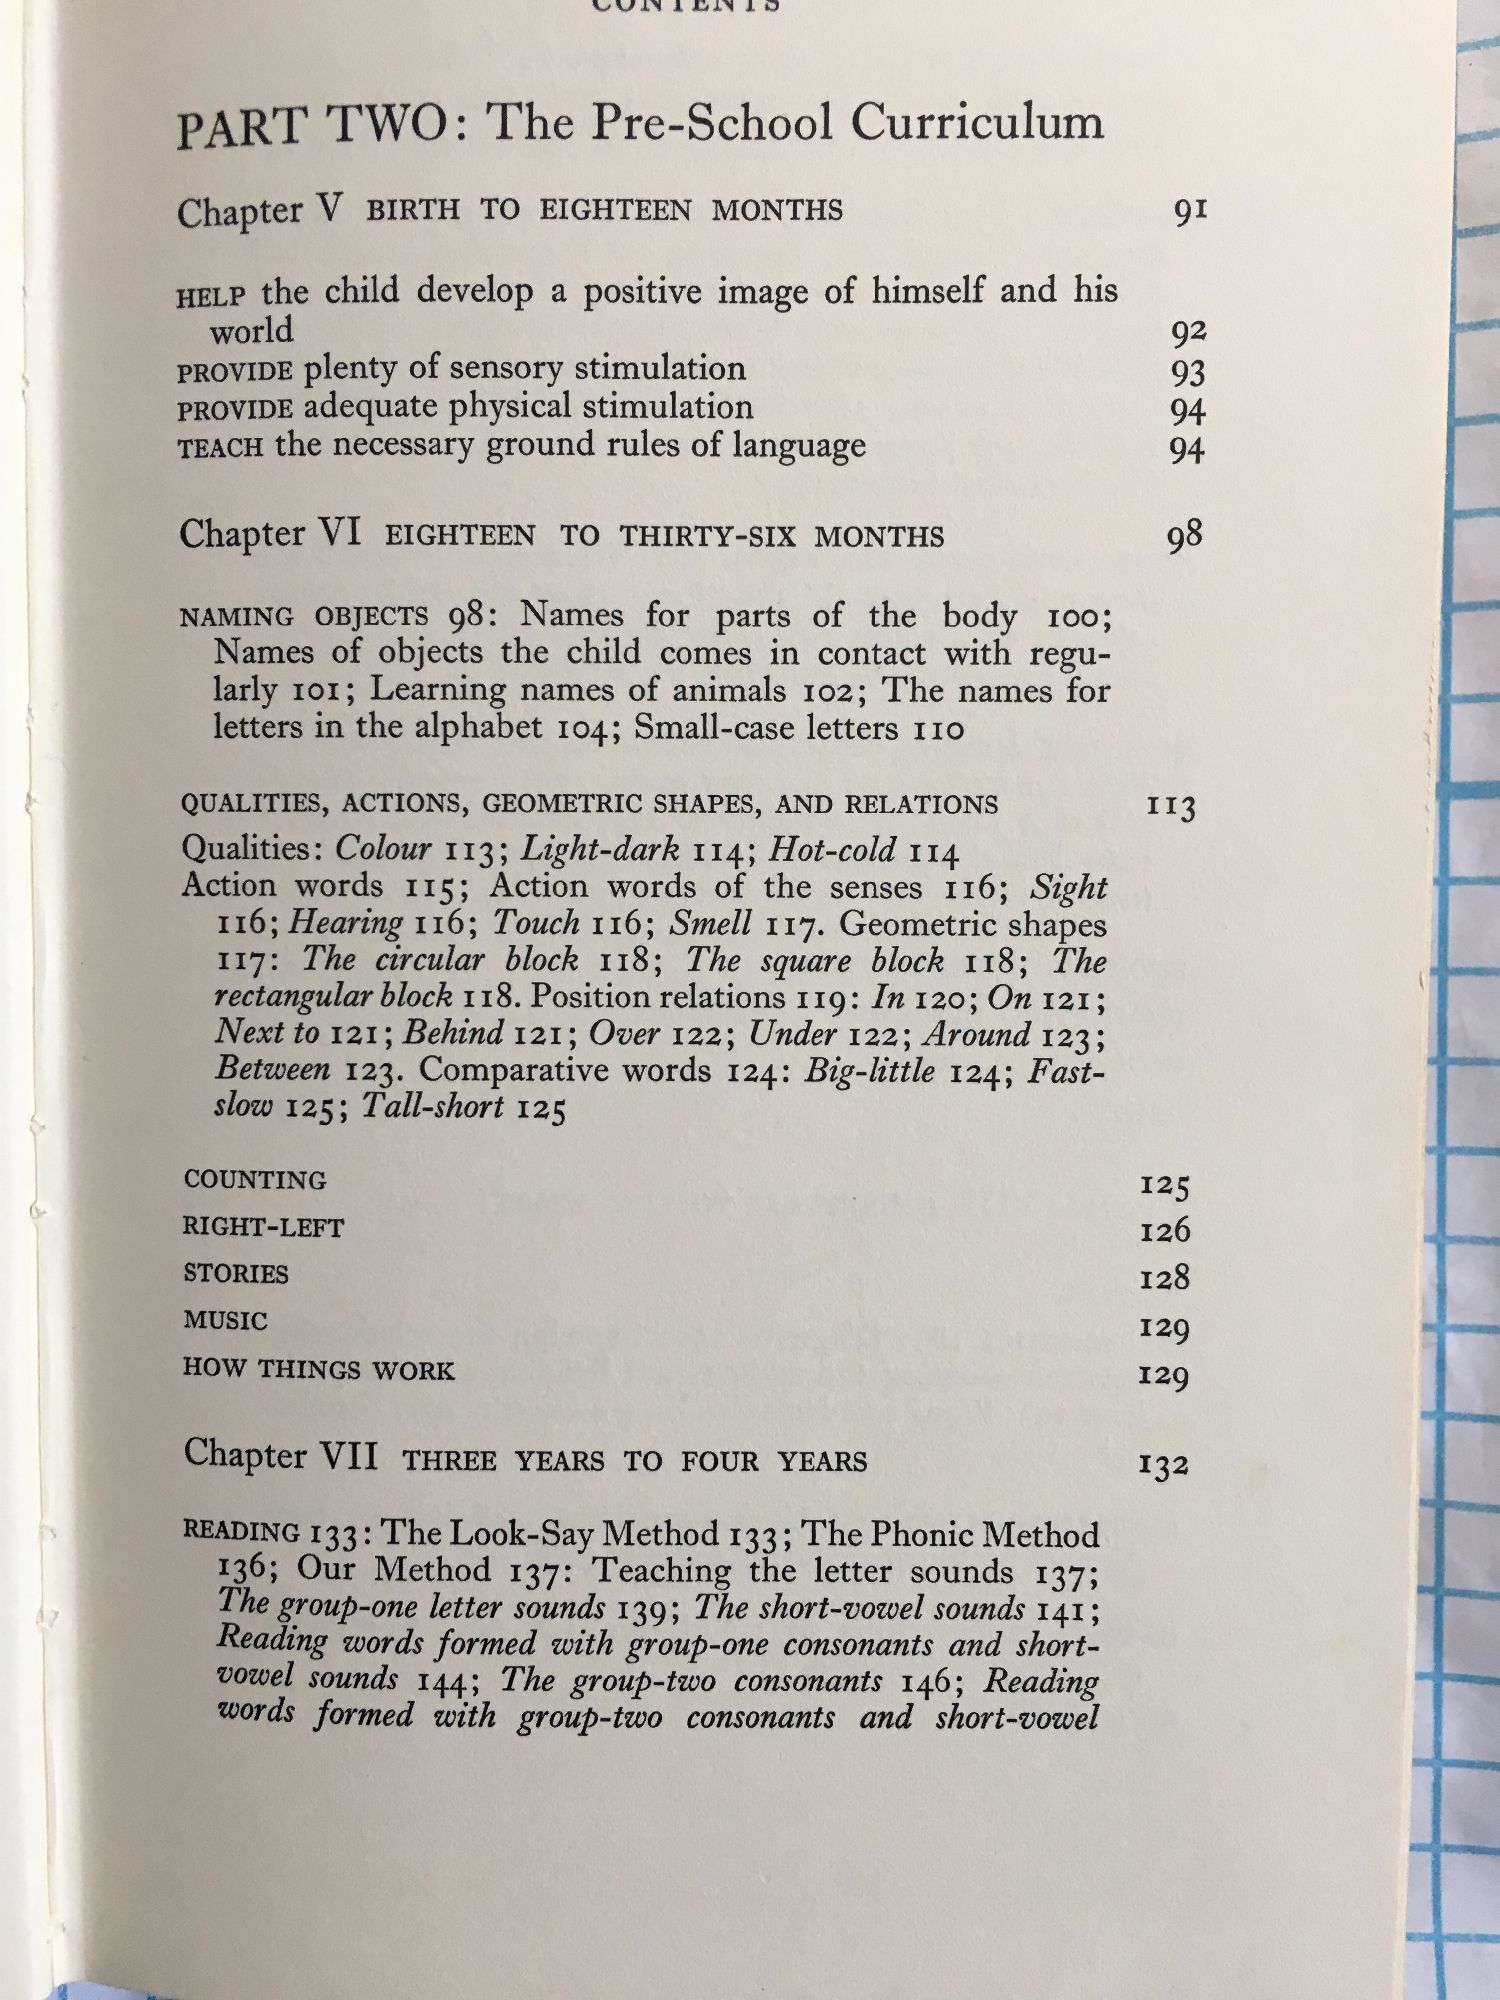 CONTENTS
PART TWO: The Pre-School Curriculum
Chapter V BIRTH TO EIGHTEEN MONTHS 91
HELP the child develop a positive image of himself and his
world 92
PROVIDE plenty of sensory stimulation 93
PROVIDE adequate physical stimulation 94
TEACH the necessary ground rules of language 94
Chapter VI EIGHTEEN TO THIRTY-SIX MONTHS 98
NAMING OBJECTS 98: Names for parts of the body 100;
Names of objects the child comes in contact with regu-
larly 101; Learning names of animals 102; The names for
letters in the alphabet 104; Small-case letters 110
QUALITIES, ACTIONS, GEOMETRIC SHAPES, AND RELATIONS 113
Qualities: Colour 113; Light-dark 114; Hot-cold 114
Action words 115; Action words of the senses 116; Sight
116; Hearing 116; Touch 116; Smell 117. Geometric shapes
117: The circular block 118; The square block 118; The
rectangular block 118. Position relations 119: In 120; On 121;
Next to 121; Behind 121; Over 122; Under 122; Around 123;
Between 123. Comparative words 124: Big-little 124; Fast-
slow 125; Tall-short 125
COUNTING 125
RIGHT-LEFT 126
STORIES 128
MUSIC 129
HOW THINGS WORK 129
Chapter VII THREE YEARS TO FOUR YEARS 132
READING 133: The Look-Say Method 133; The Phonic Method
136; Our Method 137: Teaching the letter sounds 137;
The group-one letter sounds 139; The short-vowel sounds 141;
Reading words formed with group-one consonants and short-
vowel sounds 144; The group-two consonants 146; Reading
words formed with group-two consonants and short-vowel